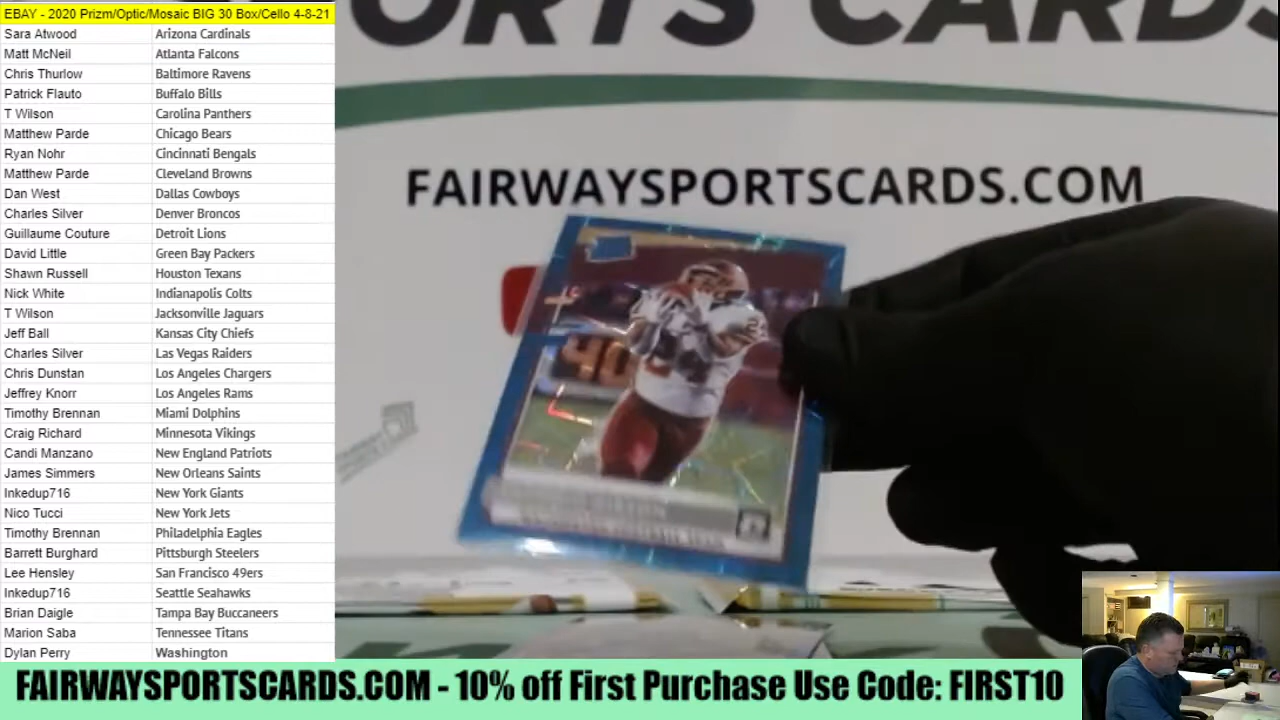 EBAY - 2020 Prizm/Optic/Mosaic BIG 30 Box/Cello 4-8-21
Sara Atwood Arizona Cardinals
Matt McNeil Atlanta Falcons
Chris Thurlow Baltimore Ravens
Patrick Flauto Buffalo Bills
T Wilson Carolina Panthers
Matthew Parde Chicago Bears
Ryan Nohr Cincinnati Bengals
Matthew Parde Cleveland Browns
Dan West Dallas Cowboys
Charles Silver Denver Broncos
Guillaume Couture Detroit Lions
David Little Green Bay Packers
Shawn Russell Houston Texans
Nick White Indianapolis Colts
T Wilson Jacksonville Jaguars
Jeff Ball Kansas City Chiefs
Charles Silver Las Vegas Raiders
Chris Dunstan Los Angeles Chargers
Jeffrey Knorr Los Angeles Rams
Timothy Brennan Miami Dolphins
Craig Richard Minnesota Vikings
Candi Manzano New England Patriots
James Simmers New Orleans Saints
Inkedup716 New York Giants
Nico Tucci New York Jets
Timothy Brennan Philadelphia Eagles
Barrett Burghard Pittsburgh Steelers
Lee Hensley San Francisco 49ers
Inkedup716 Seattle Seahawks
Brian Daigle Tampa Bay Buccaneers
Marion Saba Tennessee Titans
Dylan Perry Washington
ORTS CARDS
FAIRWAYSPORTSCARDS.COM
FAIRWAYSPORTSCARDS.COM - 10% off First Purchase Use Code: FIRST10